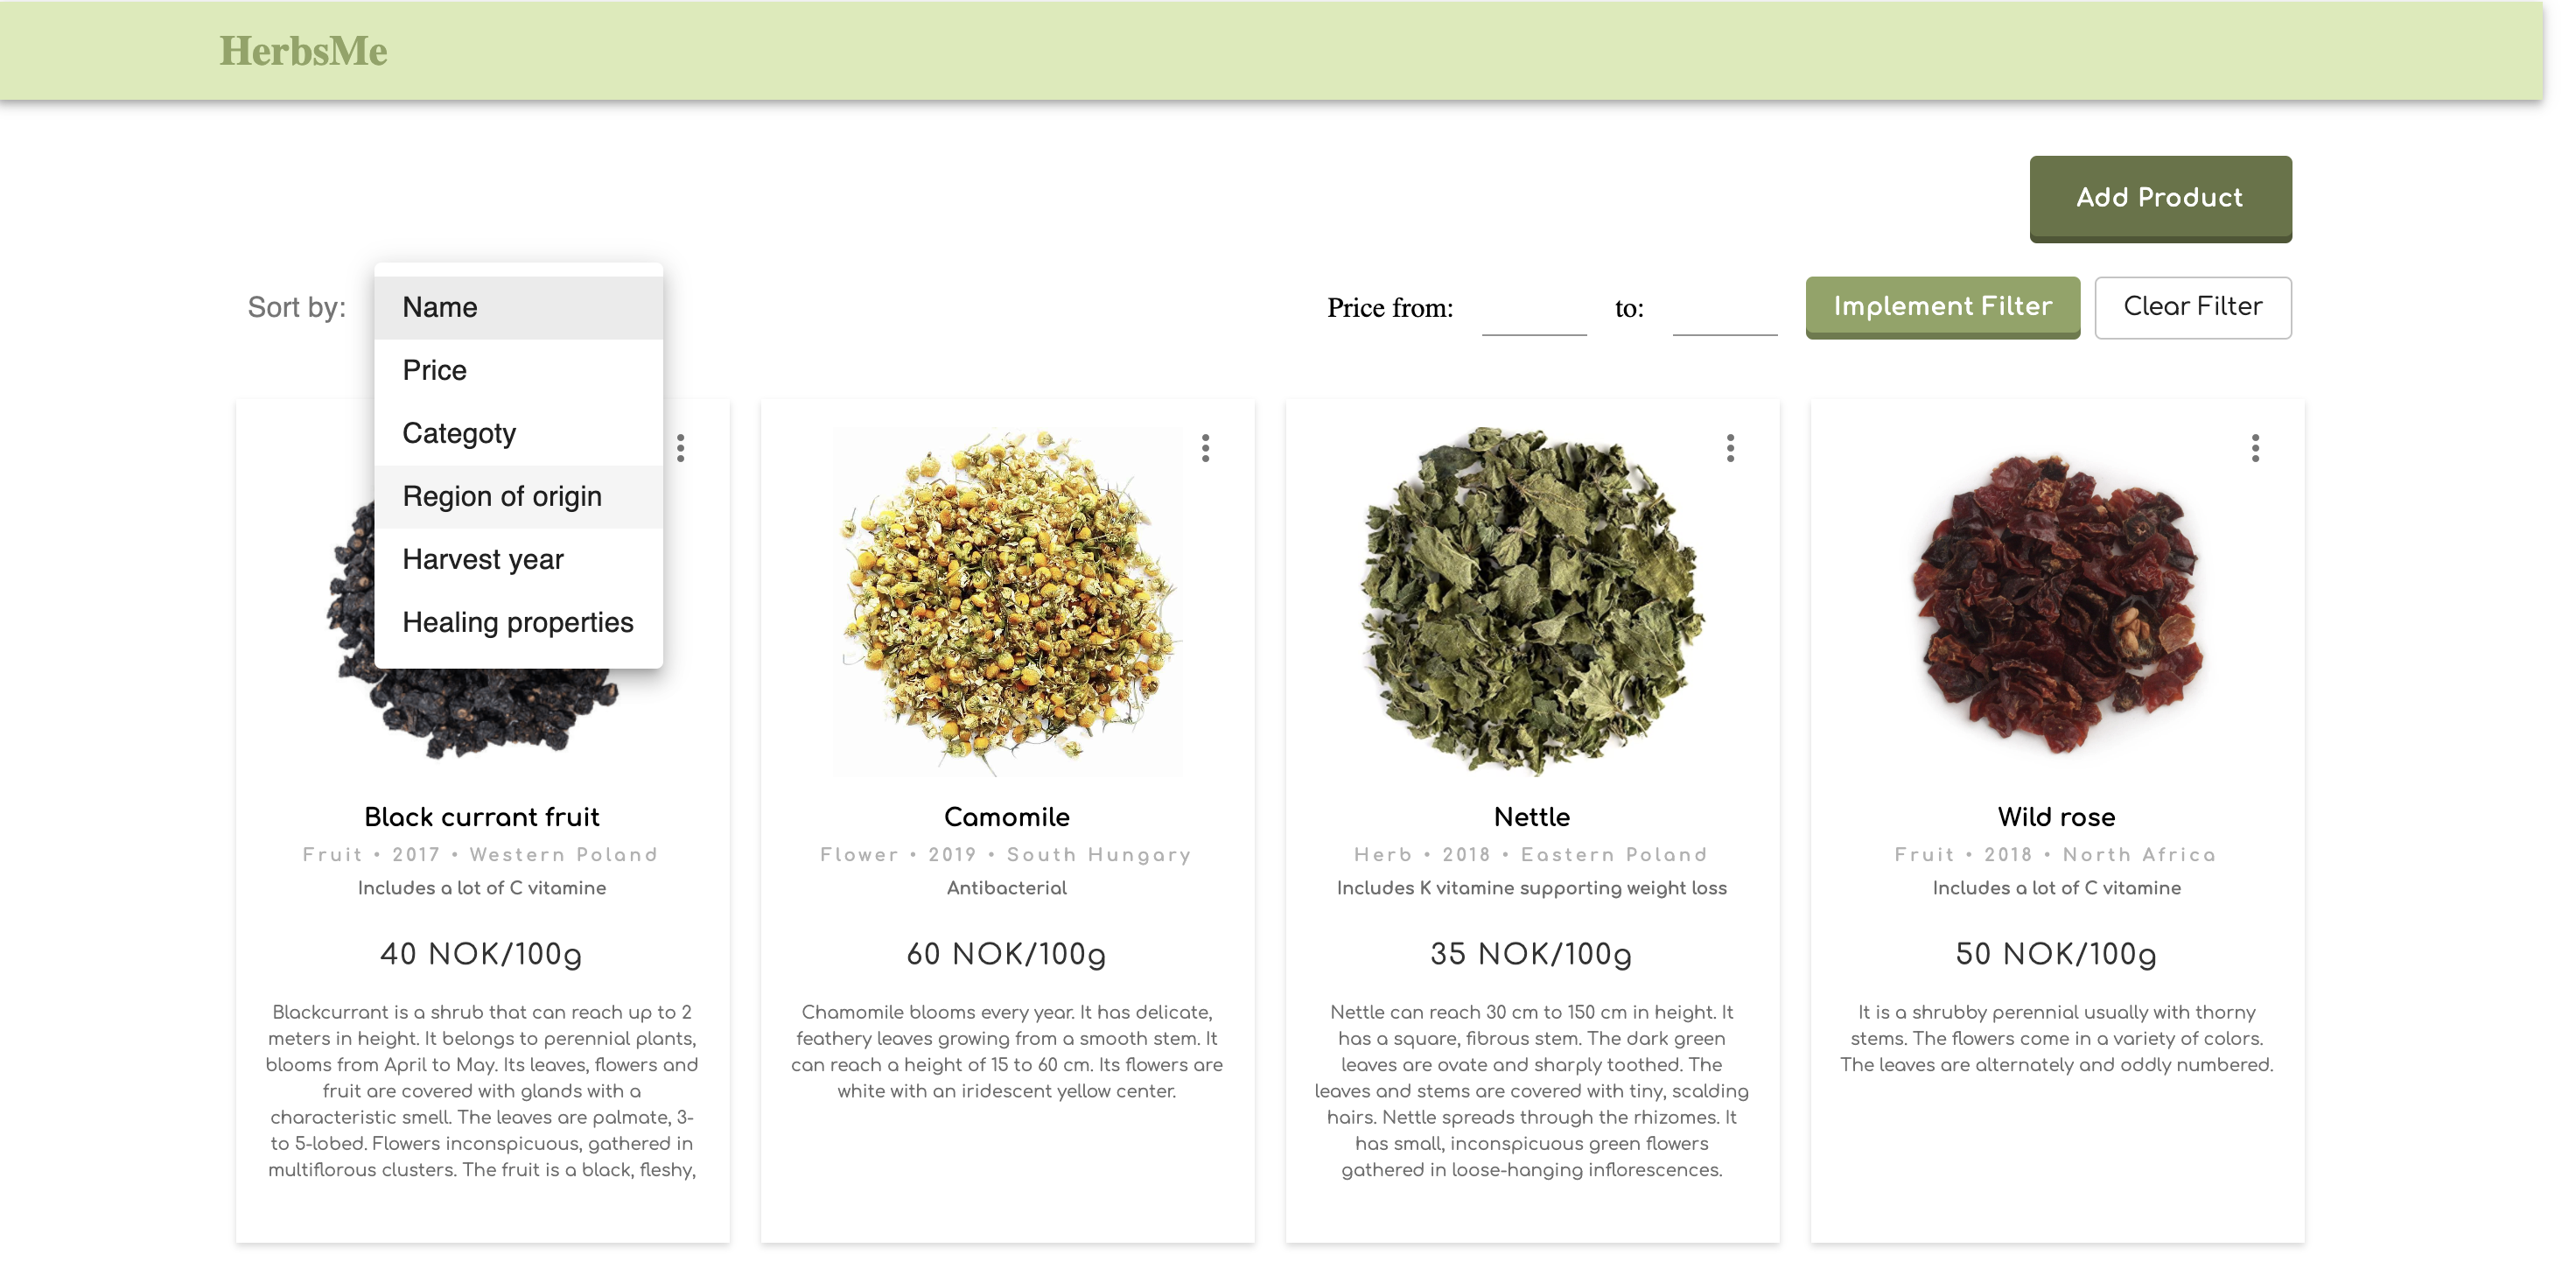 HerbsMe
Add Product
Sort by:
Name
Price
Categoty
Region of origin
Harvest year
Healing properties
Price from:
to:
Implement Filter
Clear Filter
Black currant fruit
Fruit • 2017 • Western Poland
Includes a lot of C vitamine
40 NOK/100g
Blackcurrant is a shrub that can reach up to 2
meters in height. It belongs to perennial plants,
blooms from April to May. Its leaves, flowers and
fruit are covered with glands with a
characteristic smell. The leaves are palmate, 3-
to 5-lobed. Flowers inconspicuous, gathered in
multiflorous clusters. The fruit is a black, fleshy,
Camomile
Flower • 2019 • South Hungary
Antibacterial
60 NOK/100g
Chamomile blooms every year. It has delicate,
feathery leaves growing from a smooth stem. It
can reach a height of 15 to 60 cm. Its flowers are
white with an iridescent yellow center.
Nettle
Herb • 2018 • Eastern Poland
Includes K vitamine supporting weight loss
35 NOK/100g
Nettle can reach 30 cm to 150 cm in height. It
has a square, fibrous stem. The dark green
leaves are ovate and sharply toothed. The
leaves and stems are covered with tiny, scalding
hairs. Nettle spreads through the rhizomes. It
has small, inconspicuous green flowers
gathered in loose-hanging inflorescences.
Wild rose
Fruit • 2018 • North Africa
Includes a lot of C vitamine
50 NOK/100g
It is a shrubby perennial usually with thorny
stems. The flowers come in a variety of colors.
The leaves are alternately and oddly numbered.